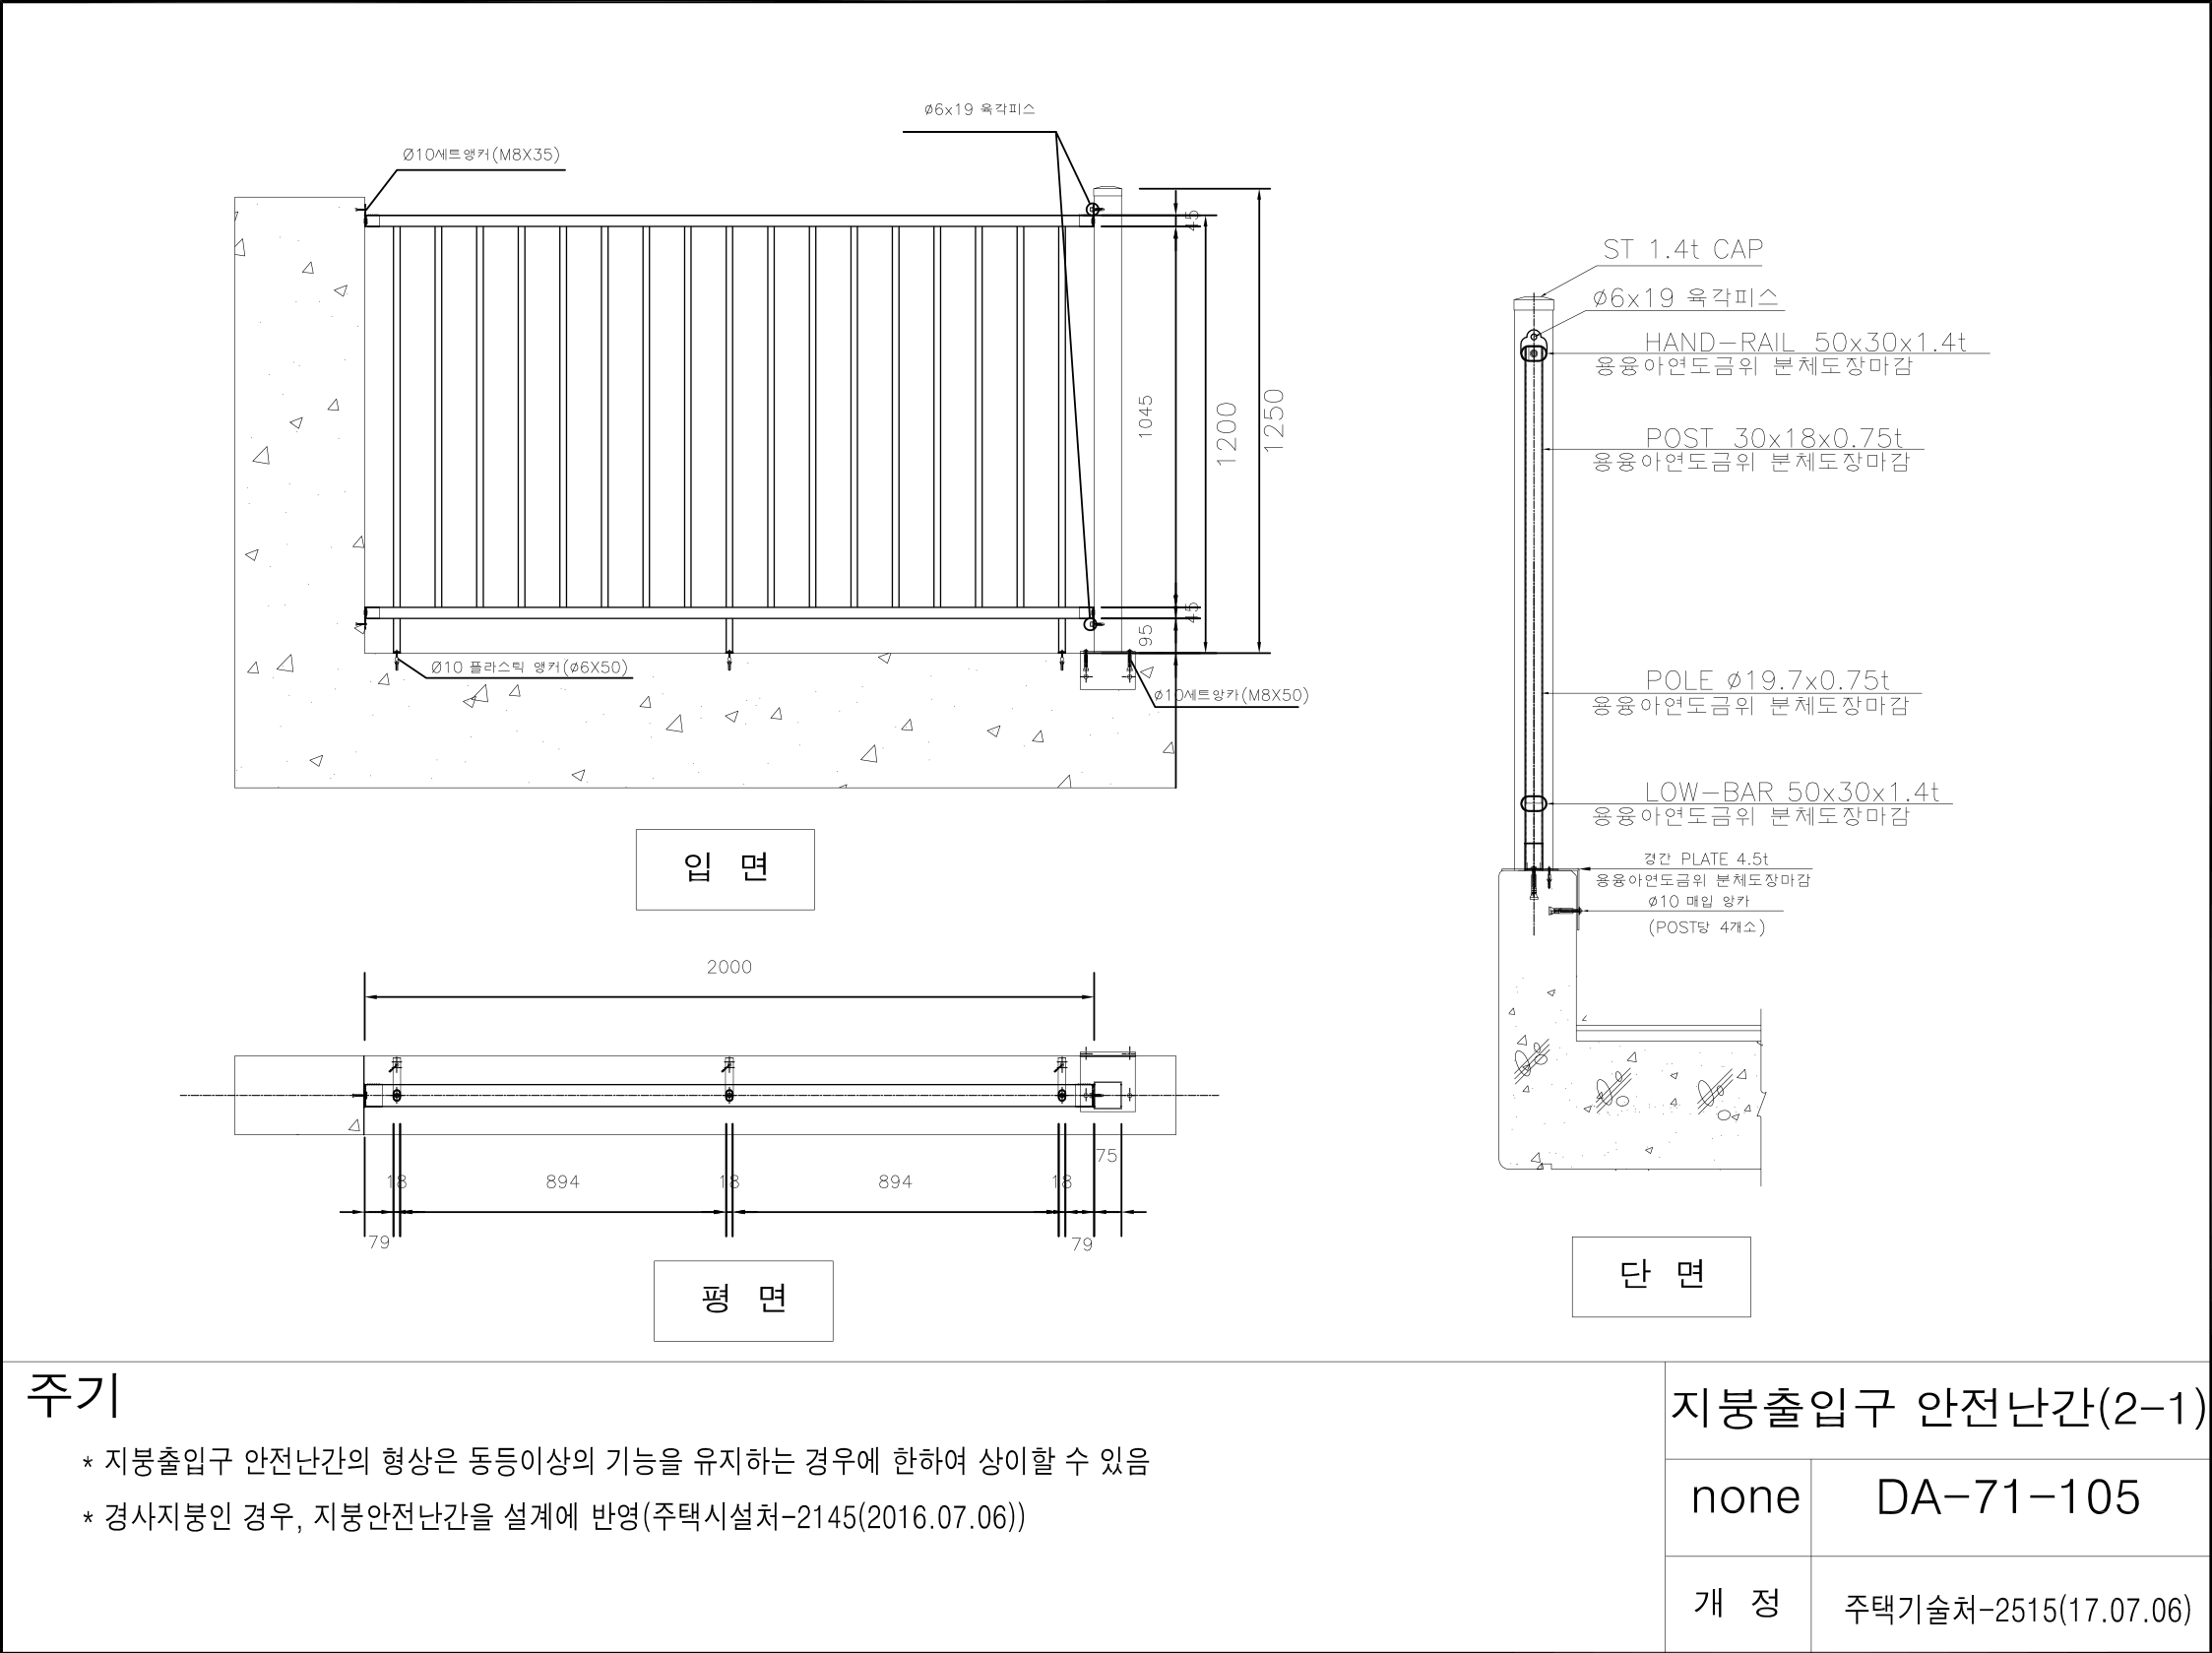 ø6x19 육각피스
Ø10세트앵커(M8X35)
45
1045
1200
1250
45
95
Ø10 플라스틱 앵커(ø6X50)
ø10세트앙카(M8X50)
입 면
ST 1.4t CAP
ø6x19 육각피스
HAND-RAIL 50x30x1.4t
용융아연도금위 분체도장마감
POST 30x18x0.75t
용융아연도금위 분체도장마감
POLE ø19.7x0.75t
용융아연도금위 분체도장마감
LOW-BAR 50x30x1.4t
용융아연도금위 분체도장마감
경간 PLATE 4.5t
용융아연도금위 분체도장마감
ø10 매입 앙카
(POST당 4개소)
단 면
2000
75
18 894 18 894 18
79 79
평 면
주기
* 지붕출입구 안전난간의 형상은 동등이상의 기능을 유지하는 경우에 한하여 상이할 수 있음
* 경사지붕인 경우, 지붕안전난간을 설계에 반영(주택시설처-2145(2016.07.06))
지붕출입구 안전난간(2-1)
none DA-71-105
개 정 주택기술처-2515(17.07.06)